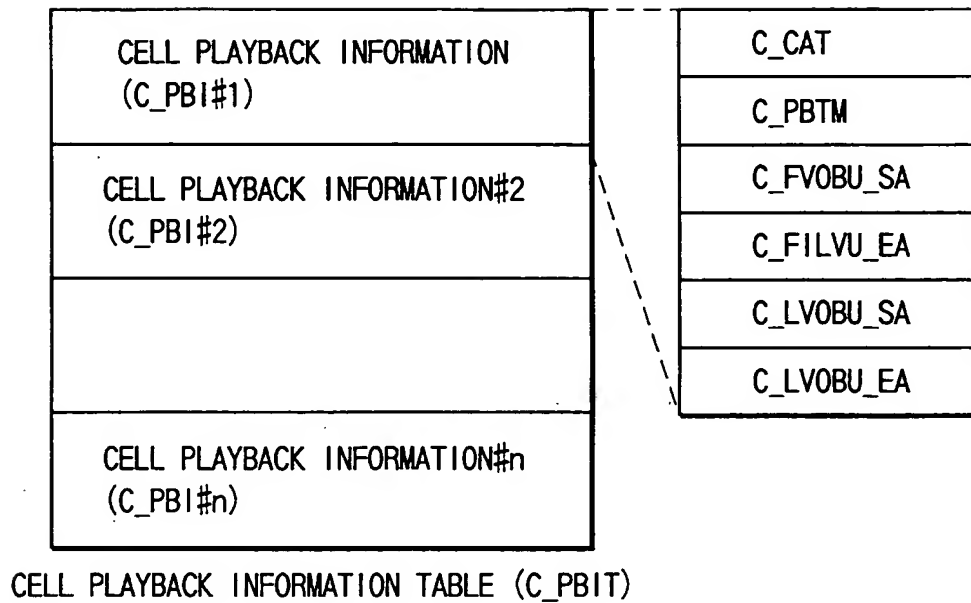 CELL PLAYBACK INFORMATION
(C_PBI#1)
CELL PLAYBACK INFORMATION#2
(C_PBI#2)
CELL PLAYBACK INFORMATION#n
(C_PBI#n)
CELL PLAYBACK INFORMATION TABLE (C_PBIT)
C_CAT
C_PBTM
C_FVOBU_SA
C_FILVU_EA
C_LVOBU_SA
C_LVOBU_EA